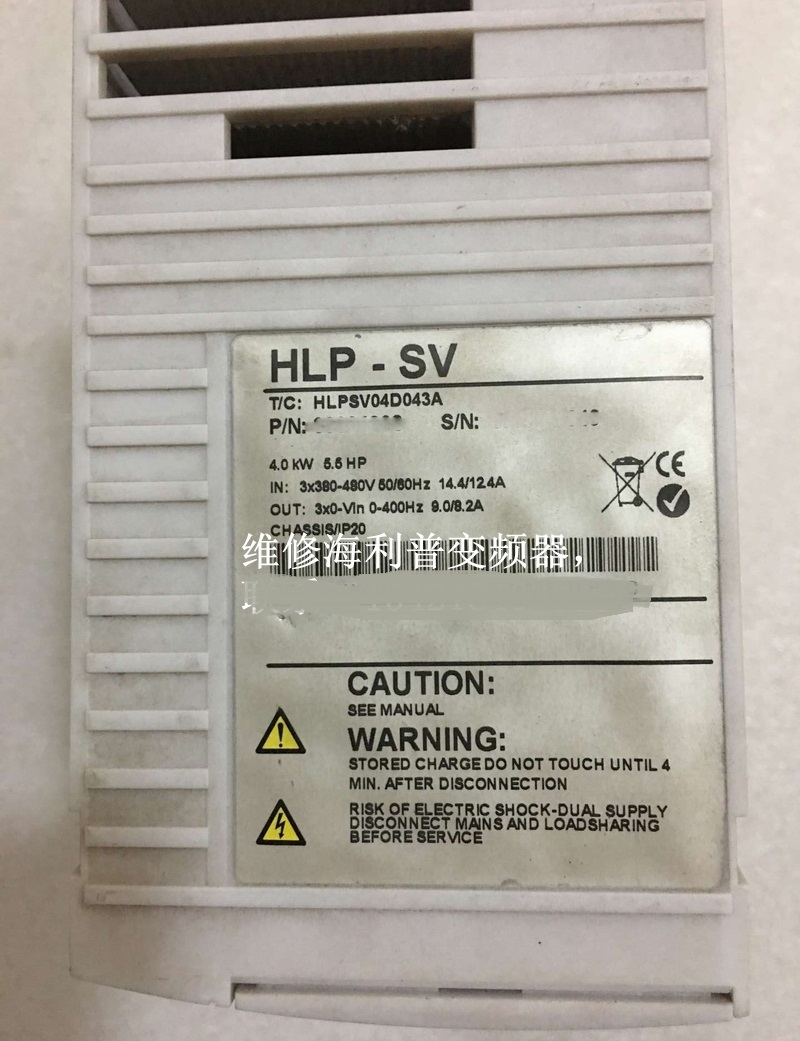 HLP - SV
T/C: HLPSV04D043A
P/N: S/N:
4.0 KW 5.5 HP
IN: 3x380-480V 50/60Hz 14.4/12.4A
OUT: 3x0-Vin 0-400Hz 9.0/8.2A
CHASSIS/IP20
CE
维修海利普变频器，
CAUTION:
SEE MANUAL
WARNING:
STORED CHARGE DO NOT TOUCH UNTIL 4
MIN. AFTER DISCONNECTION
RISK OF ELECTRIC SHOCK-DUAL SUPPLY
DISCONNECT MAINS AND LOADSHARING
BEFORE SERVICE